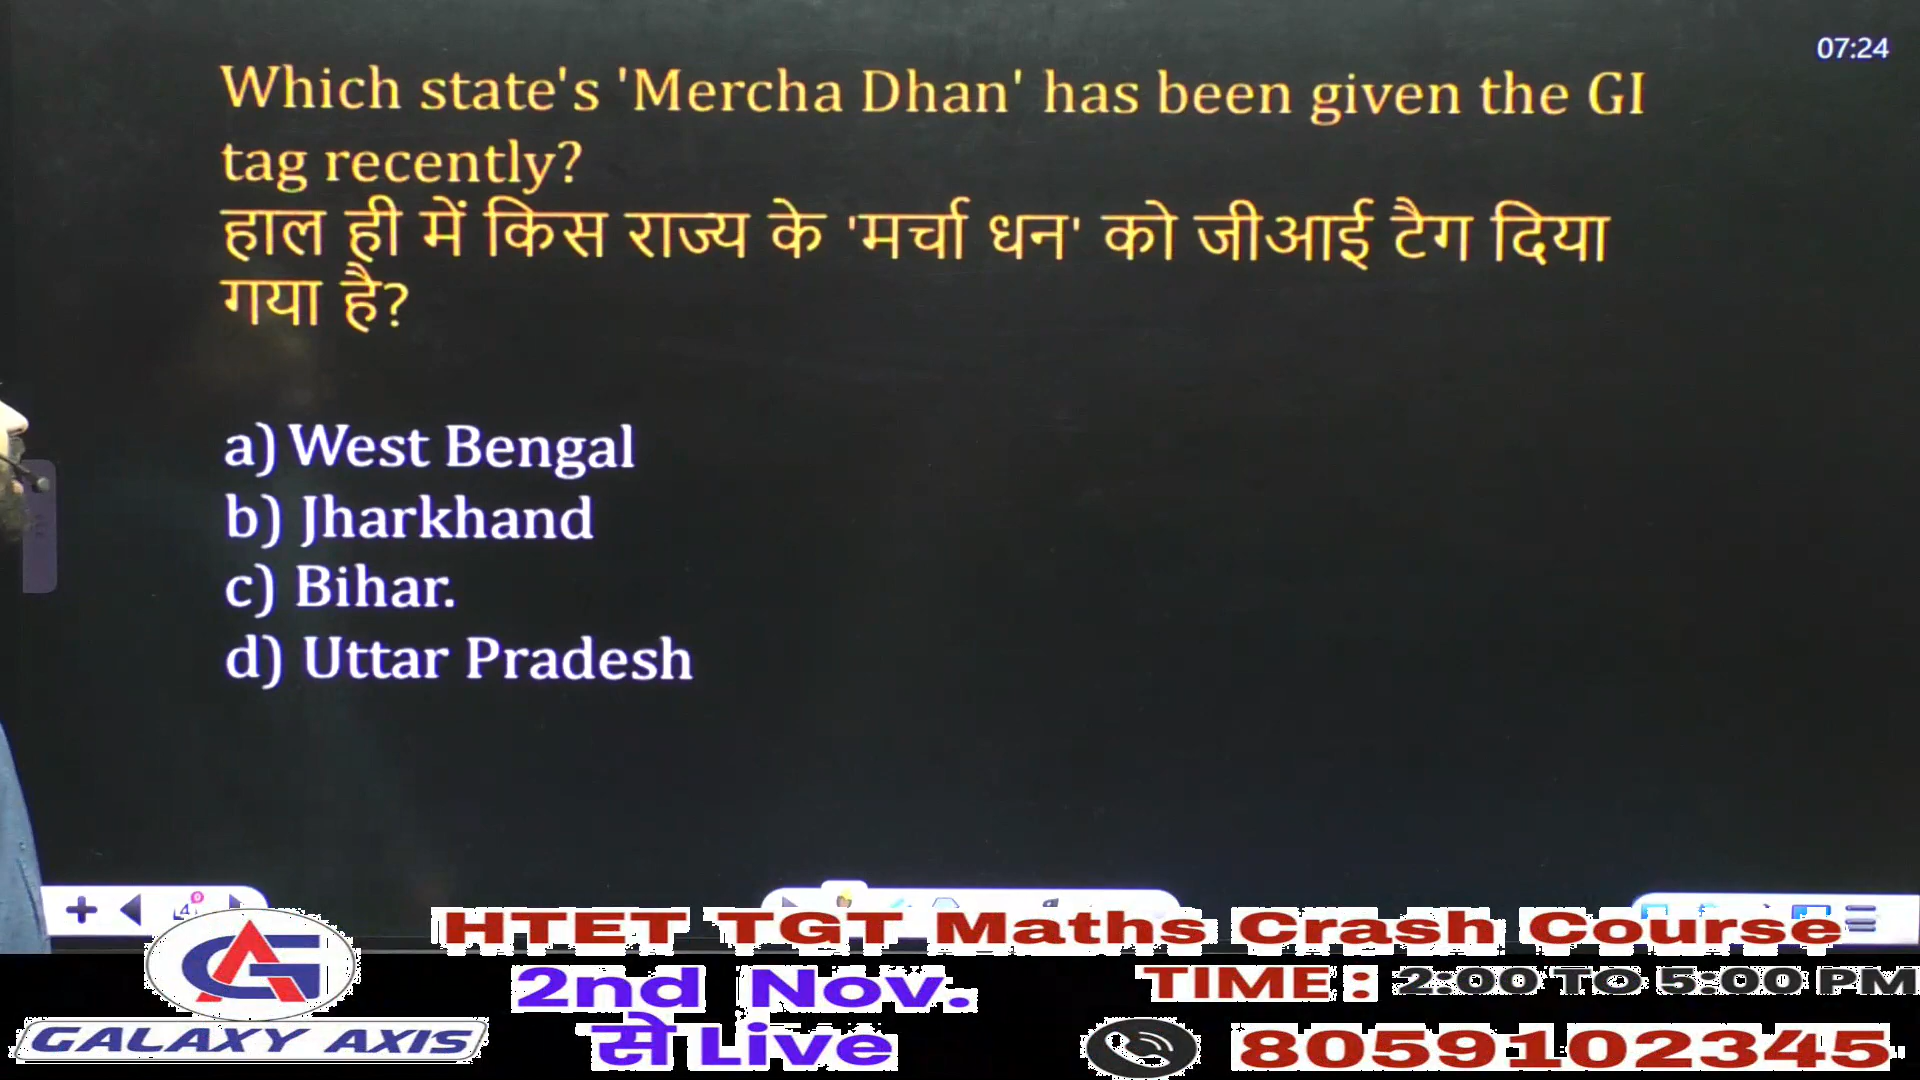 07:24
Which state's 'Mercha Dhan' has been given the GI
tag recently?
हाल ही में किस राज्य के 'मर्चा धन' को जीआई टैग दिया
गया है?
a) West Bengal
b) Jharkhand
c) Bihar.
d) Uttar Pradesh
HTET TGT Maths Crash Course
2nd Nov.
से Live
TIME : 2:00 TO 5:00 PM
8059102345
GALAXY AXIS